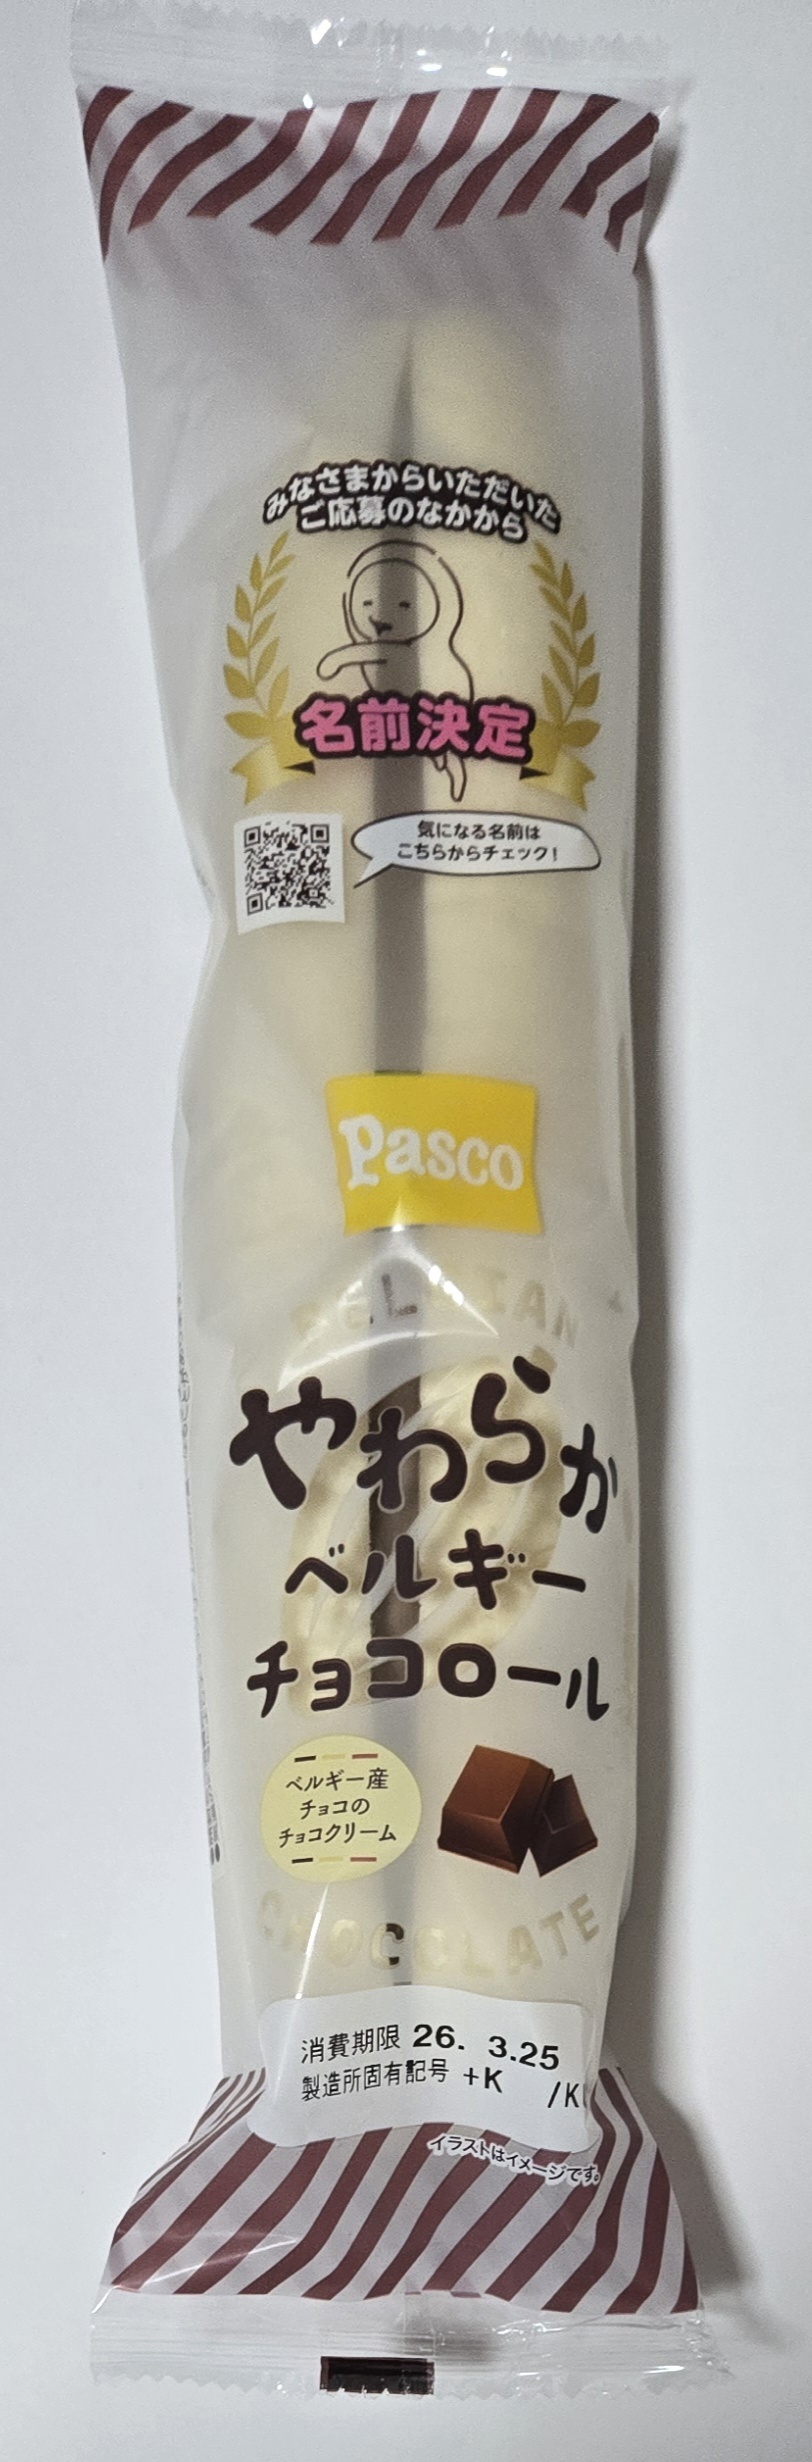 みなさまからいただいた
ご応募のなかから
名前決定
気になる名前は
こちらからチェック!
Pasco
やわらか
ベルギー
チョコロール
ベルギー産
チョコの
チョコクリーム
CHOCOLATE
消費期限 26. 3.25
製造所固有記号 +K /K
イラストはイメージです。